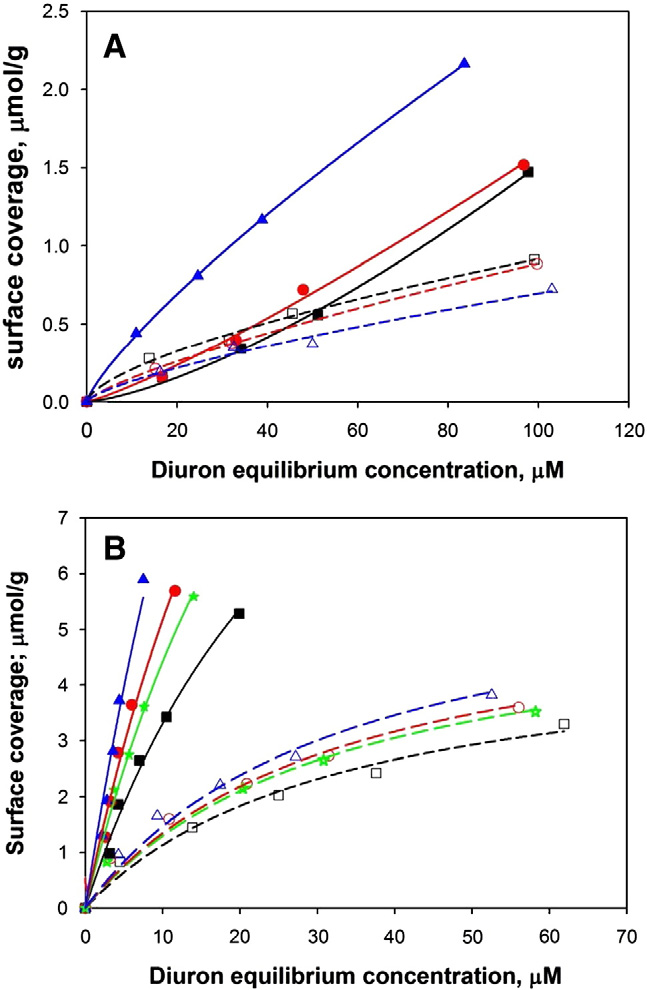 A
2.5
2.0
1.5
1.0
0.5
0.0
surface coverage, μmol/g
0 20 40 60 80 100 120
Diuron equilibrium concentration, μM
B
7
6
5
4
3
2
1
0
Surface coverage; μmol/g
0 10 20 30 40 50 60 70
Diuron equilibrium concentration, μM